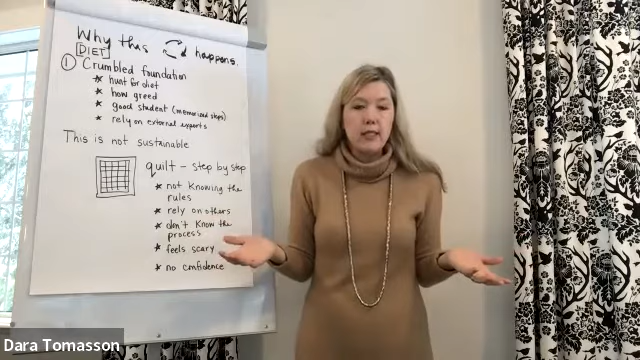 Why this happens.
DIET
① Crumbled foundation
* hunt for diet
* how greed
* good student (memorized steps)
* rely on external experts
This is not sustainable
quilt - step by step
* not knowing the
rules
* rely on others
* don't know the
process
* feels scary
* no confidence
Dara Tomasson